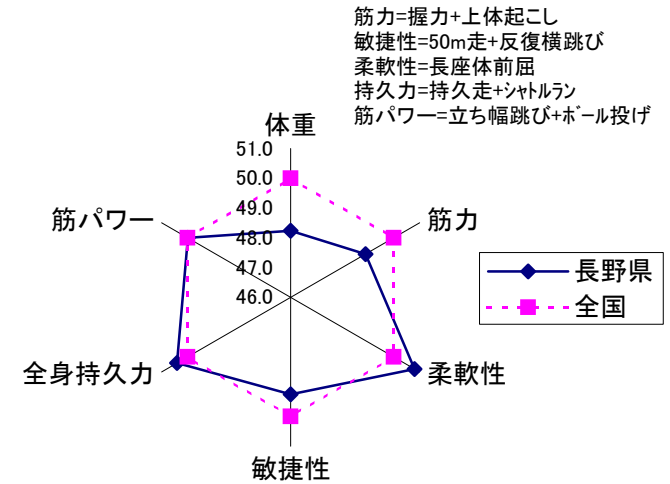 筋力=握力+上体起こし
敏捷性=50m走+反復横跳び
柔軟性=長座体前屈
持久力=持久走+シャトルラン
筋パワー=立ち幅跳び+ボール投げ
体重
51.0
50.0
49.0
48.0
47.0
46.0
筋パワー
筋力
長野県
全国
全身持久力
柔軟性
敏捷性